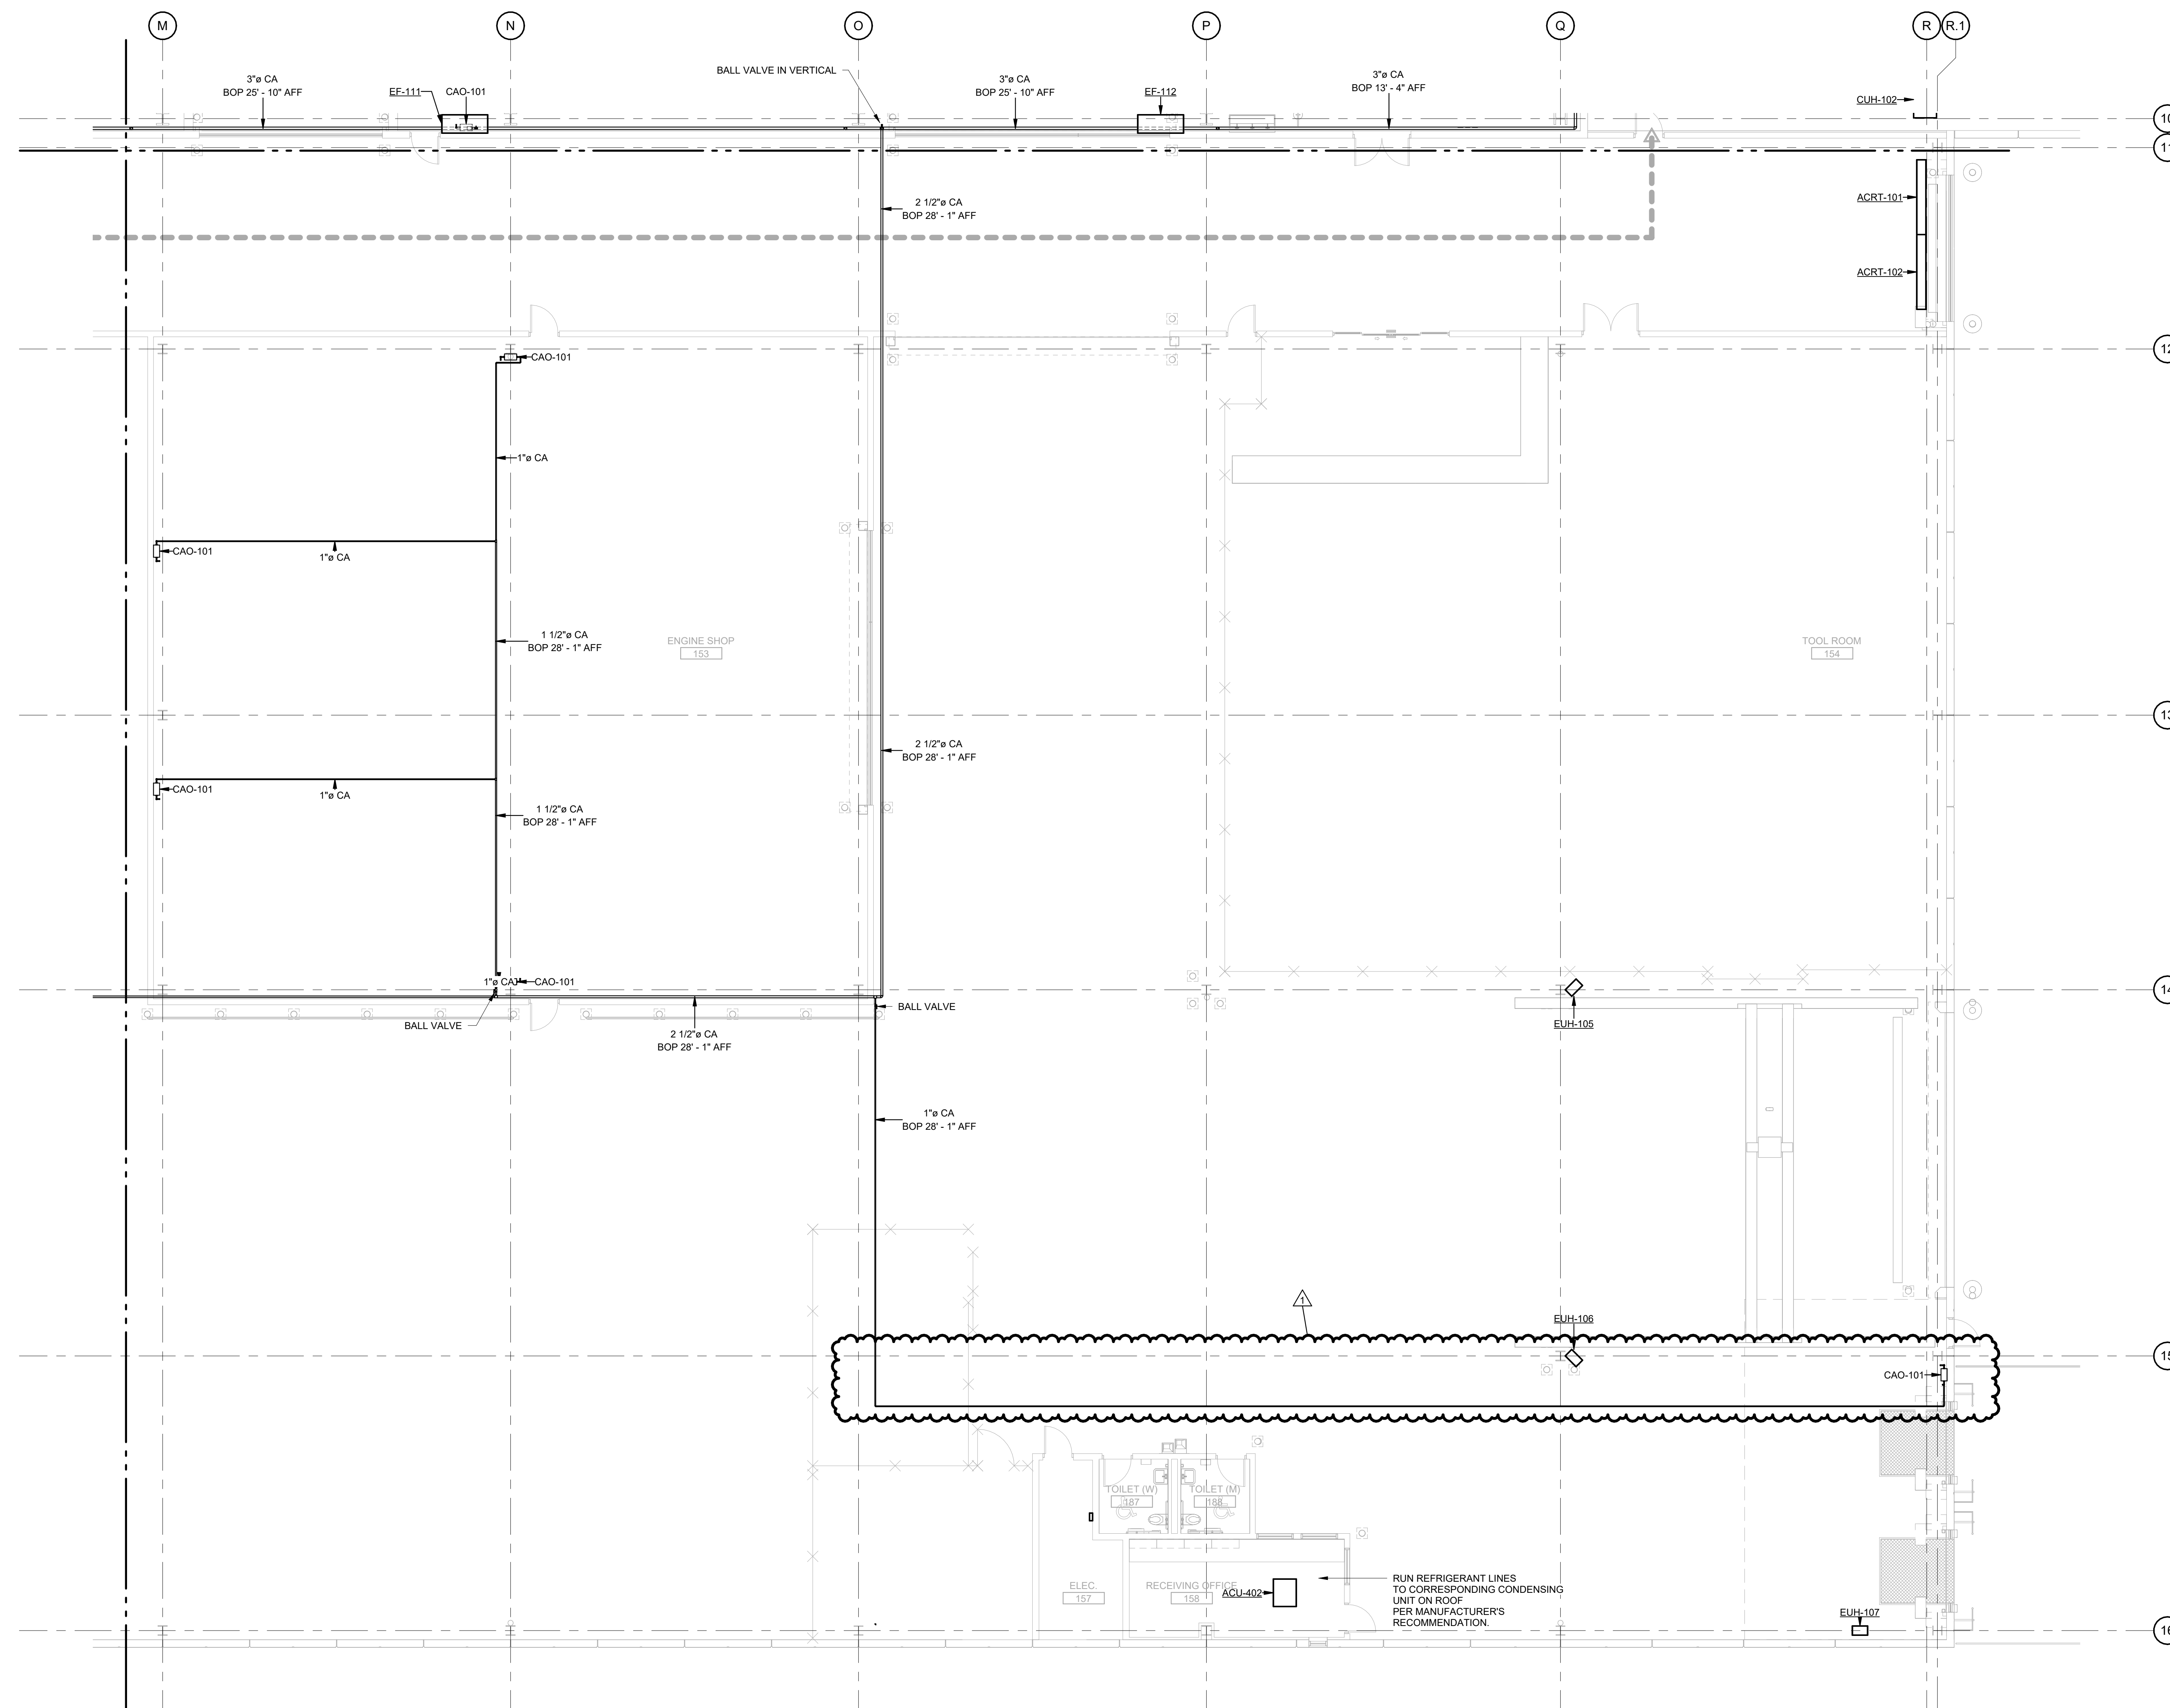 M
N
O
P
Q
R
R.1
BALL VALVE IN VERTICAL
3"ø CA
BOP 25' - 10" AFF
EF-111
CAO-101
3"ø CA
BOP 25' - 10" AFF
EF-112
3"ø CA
BOP 13' - 4" AFF
CUH-102
10
11
2 1/2"ø CA
BOP 28' - 1" AFF
ACRT-101
ACRT-102
CAO-101
12
1"ø CA
CAO-101
1"ø CA
1 1/2"ø CA
BOP 28' - 1" AFF
ENGINE SHOP
153
TOOL ROOM
154
13
2 1/2"ø CA
BOP 28' - 1" AFF
CAO-101
1"ø CA
1 1/2"ø CA
BOP 28' - 1" AFF
1"ø CA
CAO-101
14
BALL VALVE
BALL VALVE
EUH-105
2 1/2"ø CA
BOP 28' - 1" AFF
1"ø CA
BOP 28' - 1" AFF
1
EUH-106
15
CAO-101
TOILET (W)
187
TOILET (M)
188
ELEC.
157
RECEIVING OFFICE
158
ACU-402
RUN REFRIGERANT LINES
TO CORRESPONDING CONDENSING
UNIT ON ROOF
PER MANUFACTURER'S
RECOMMENDATION.
EUH-107
16